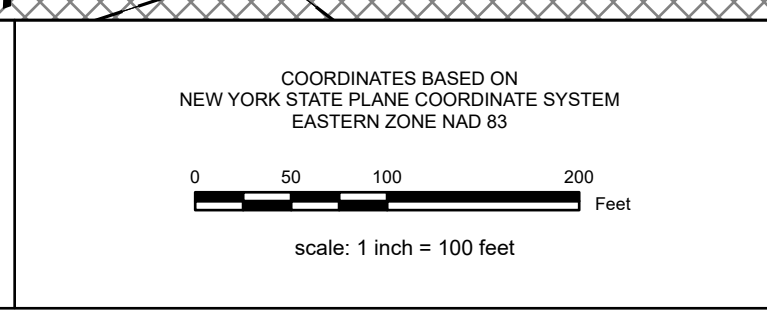 COORDINATES BASED ON
NEW YORK STATE PLANE COORDINATE SYSTEM
EASTERN ZONE NAD 83
0 50 100 200
Feet
scale: 1 inch = 100 feet